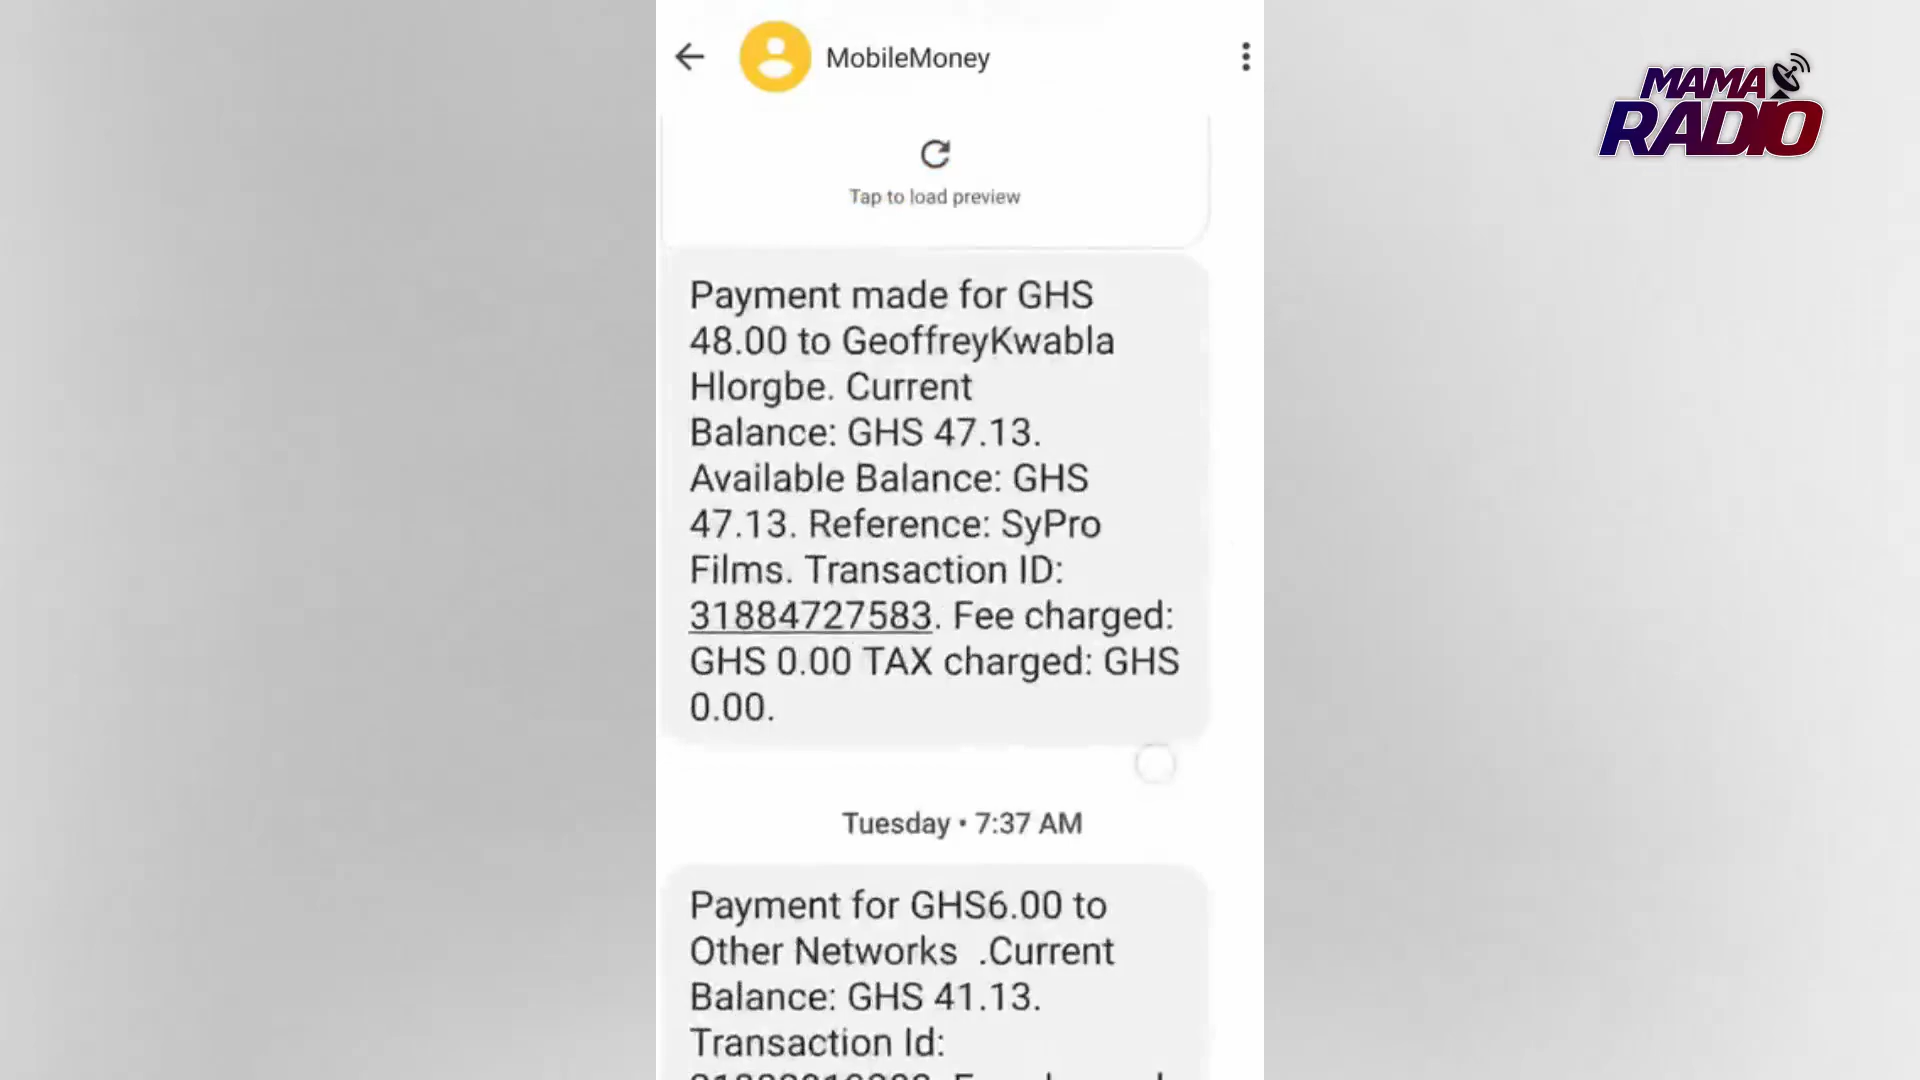 MobileMoney
MAMA
RADIO
Tap to load preview
Payment made for GHS
48.00 to GeoffreyKwabla
Hlorgbe. Current
Balance: GHS 47.13.
Available Balance: GHS
47.13. Reference: SyPro
Films. Transaction ID:
31884727583. Fee charged:
GHS 0.00 TAX charged: GHS
0.00.
Tuesday • 7:37 AM
Payment for GHS6.00 to
Other Networks  .Current
Balance: GHS 41.13.
Transaction Id: